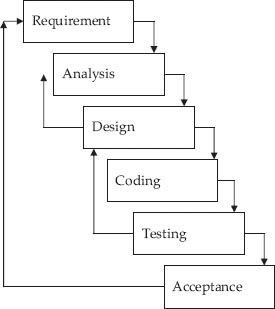 Requirement
Analysis
Design
Coding
Testing
Acceptance